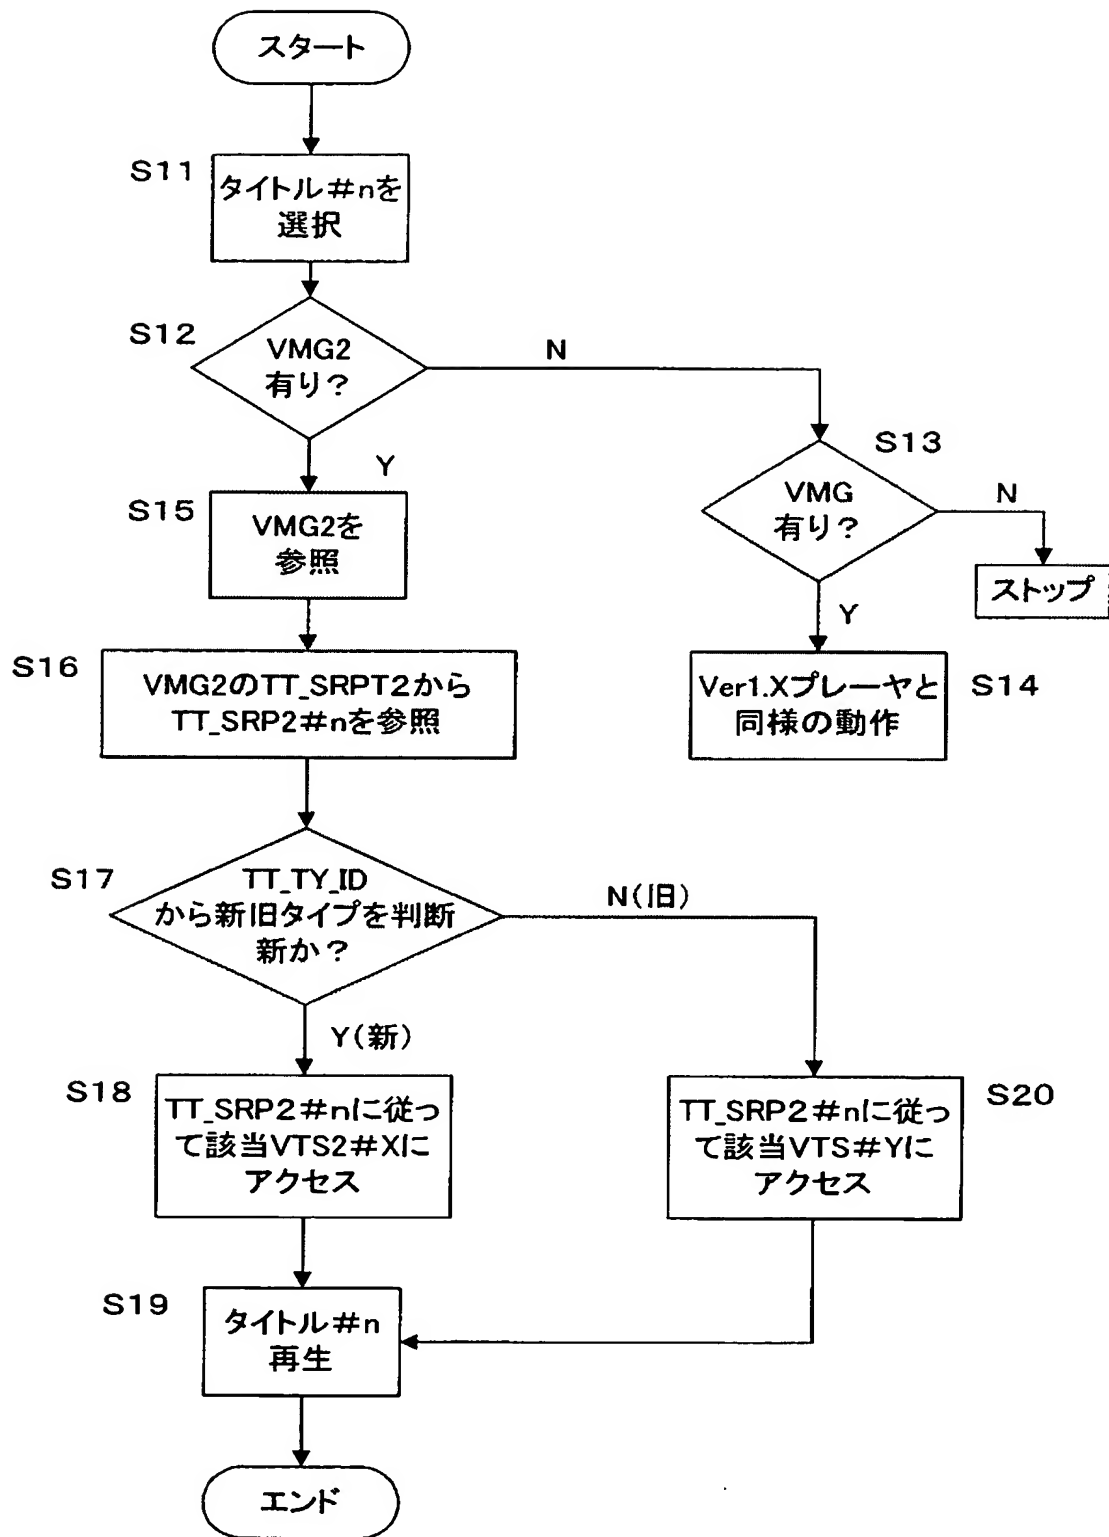 スタート
S11
タイトル#nを
選択
S12
VMG2
有り?
N
Y
S13
VMG
有り?
N
ストップ
Y
S15
VMG2を
参照
S16
VMG2のTT_SRPT2から
TT_SRP2#nを参照
Ver1.Xプレーヤと
同様の動作
S14
S17
TT_TY_ID
から新旧タイプを判断
新か?
N(旧)
Y(新)
S18
TT_SRP2#nに従っ
て該当VTS2#Xに
アクセス
TT_SRP2#nに従っ
て該当VTS#Yに
アクセス
S20
S19
タイトル#n
再生
エンド